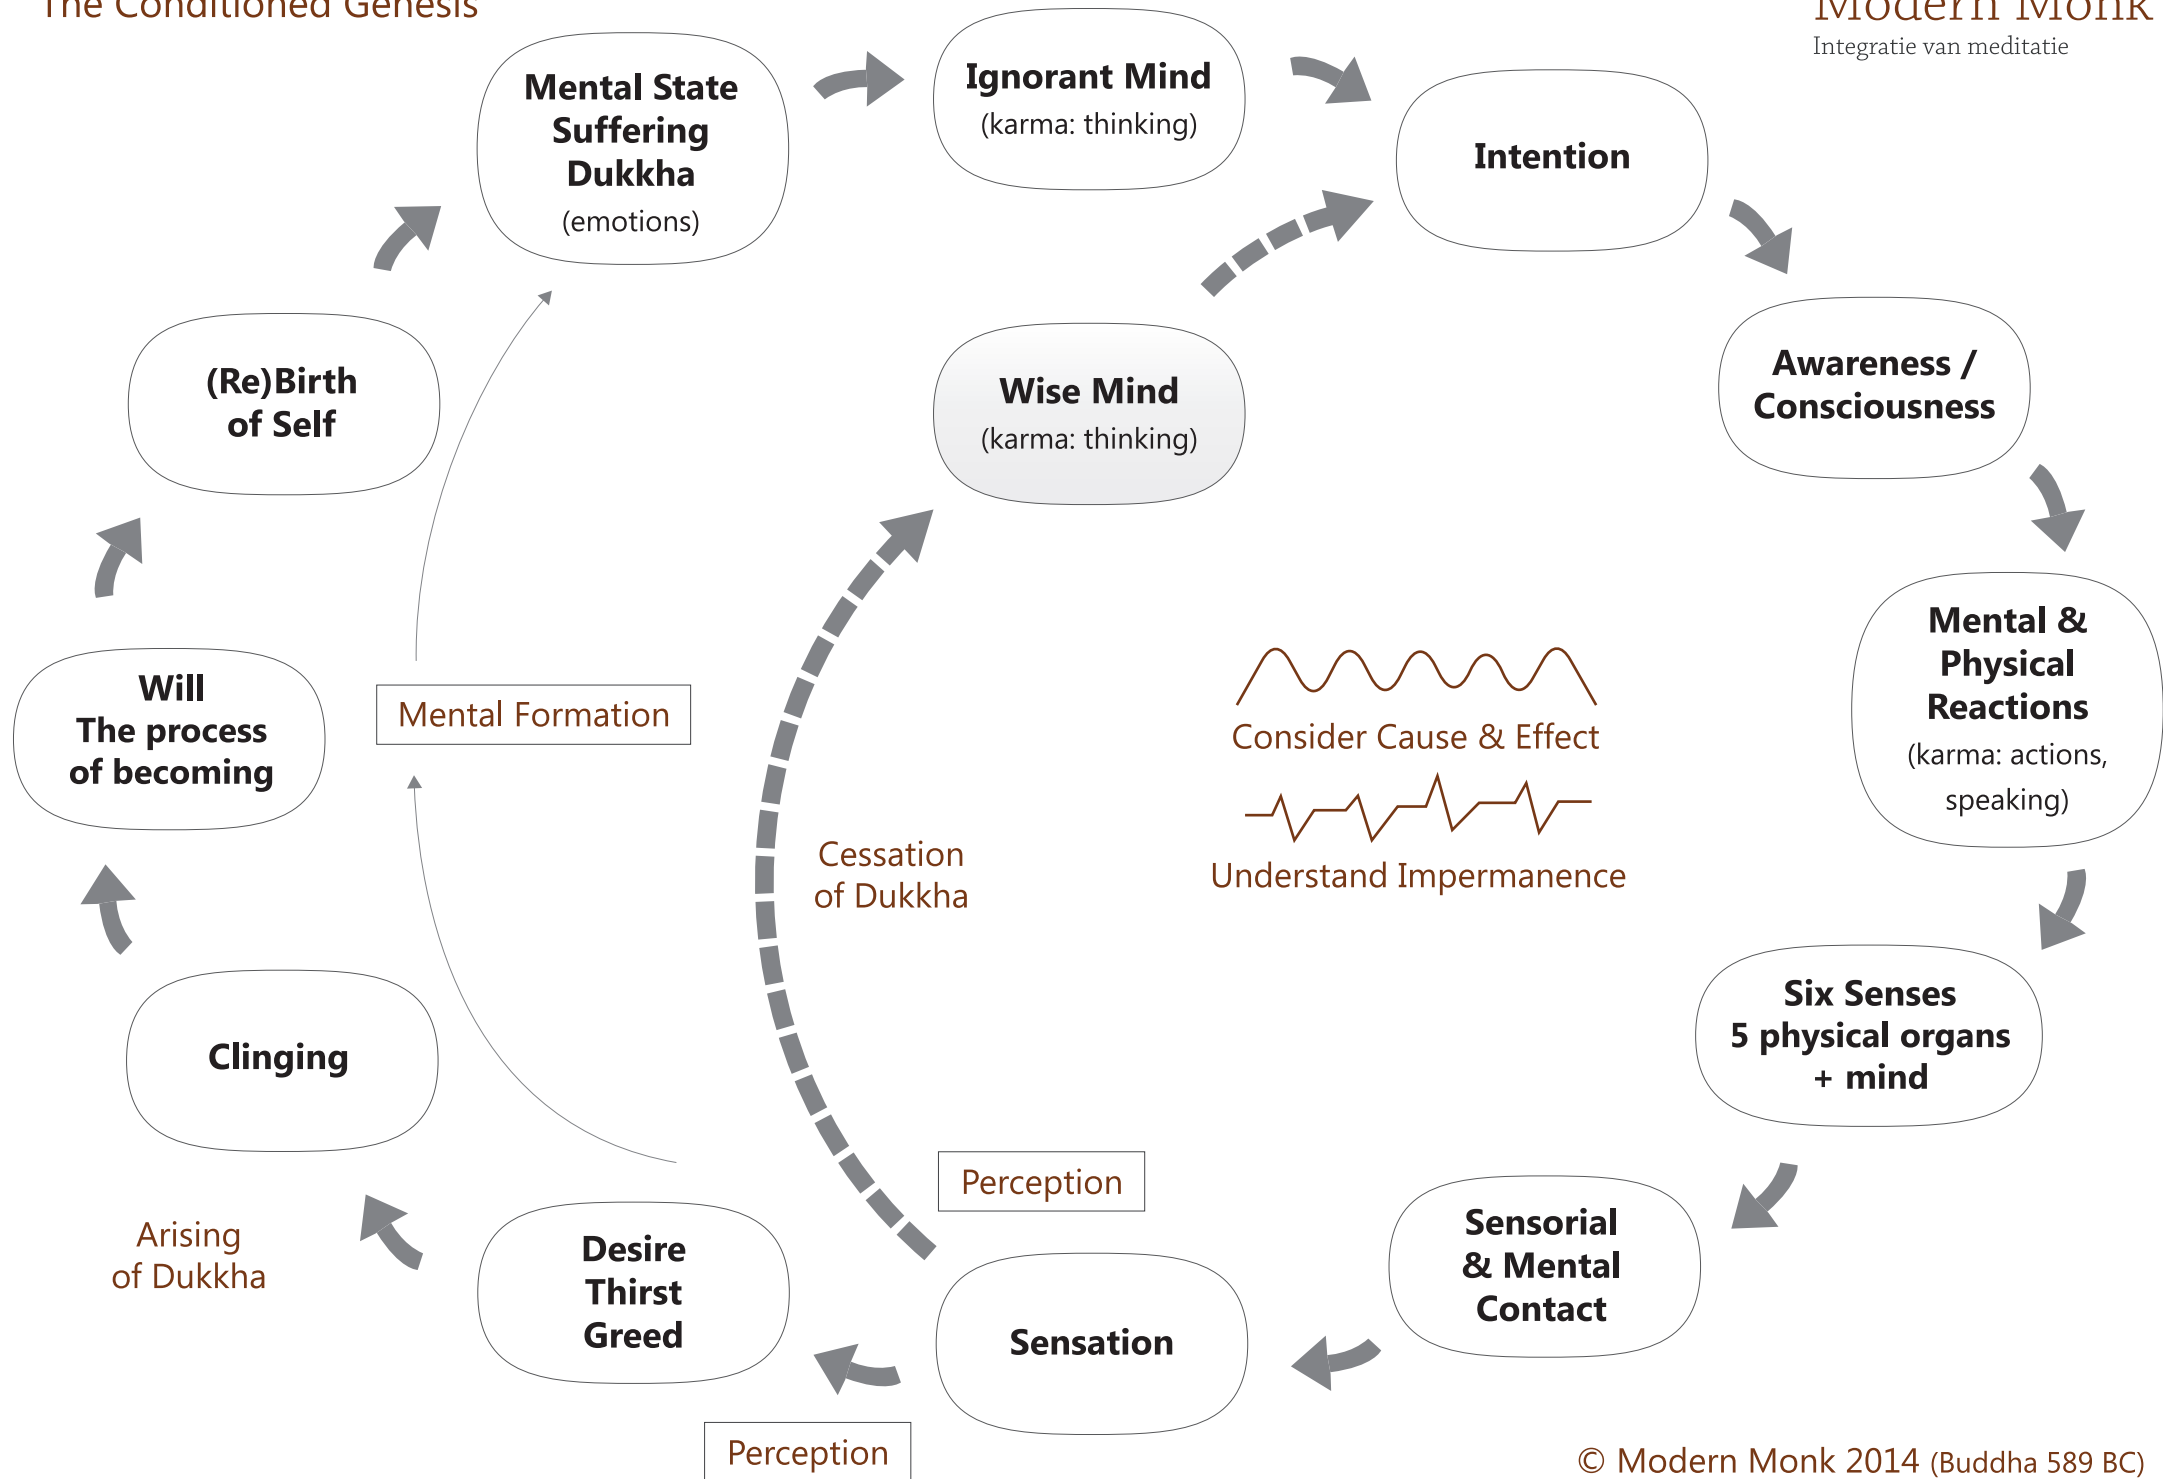 The Conditioned Genesis
Modern Monk
Integratie van meditatie
Mental State
Suffering
Dukkha
(emotions)
Ignorant Mind
(karma: thinking)
Intention
Awareness /
Consciousness
Mental &
Physical
Reactions
(karma: actions,
speaking)
Six Senses
5 physical organs
+ mind
Sensorial
& Mental
Contact
Sensation
Perception
Perception
Desire
Thirst
Greed
Arising
of Dukkha
Clinging
Will
The process
of becoming
(Re)Birth
of Self
Mental Formation
Cessation
of Dukkha
Wise Mind
(karma: thinking)
Consider Cause & Effect
Understand Impermanence
© Modern Monk 2014 (Buddha 589 BC)